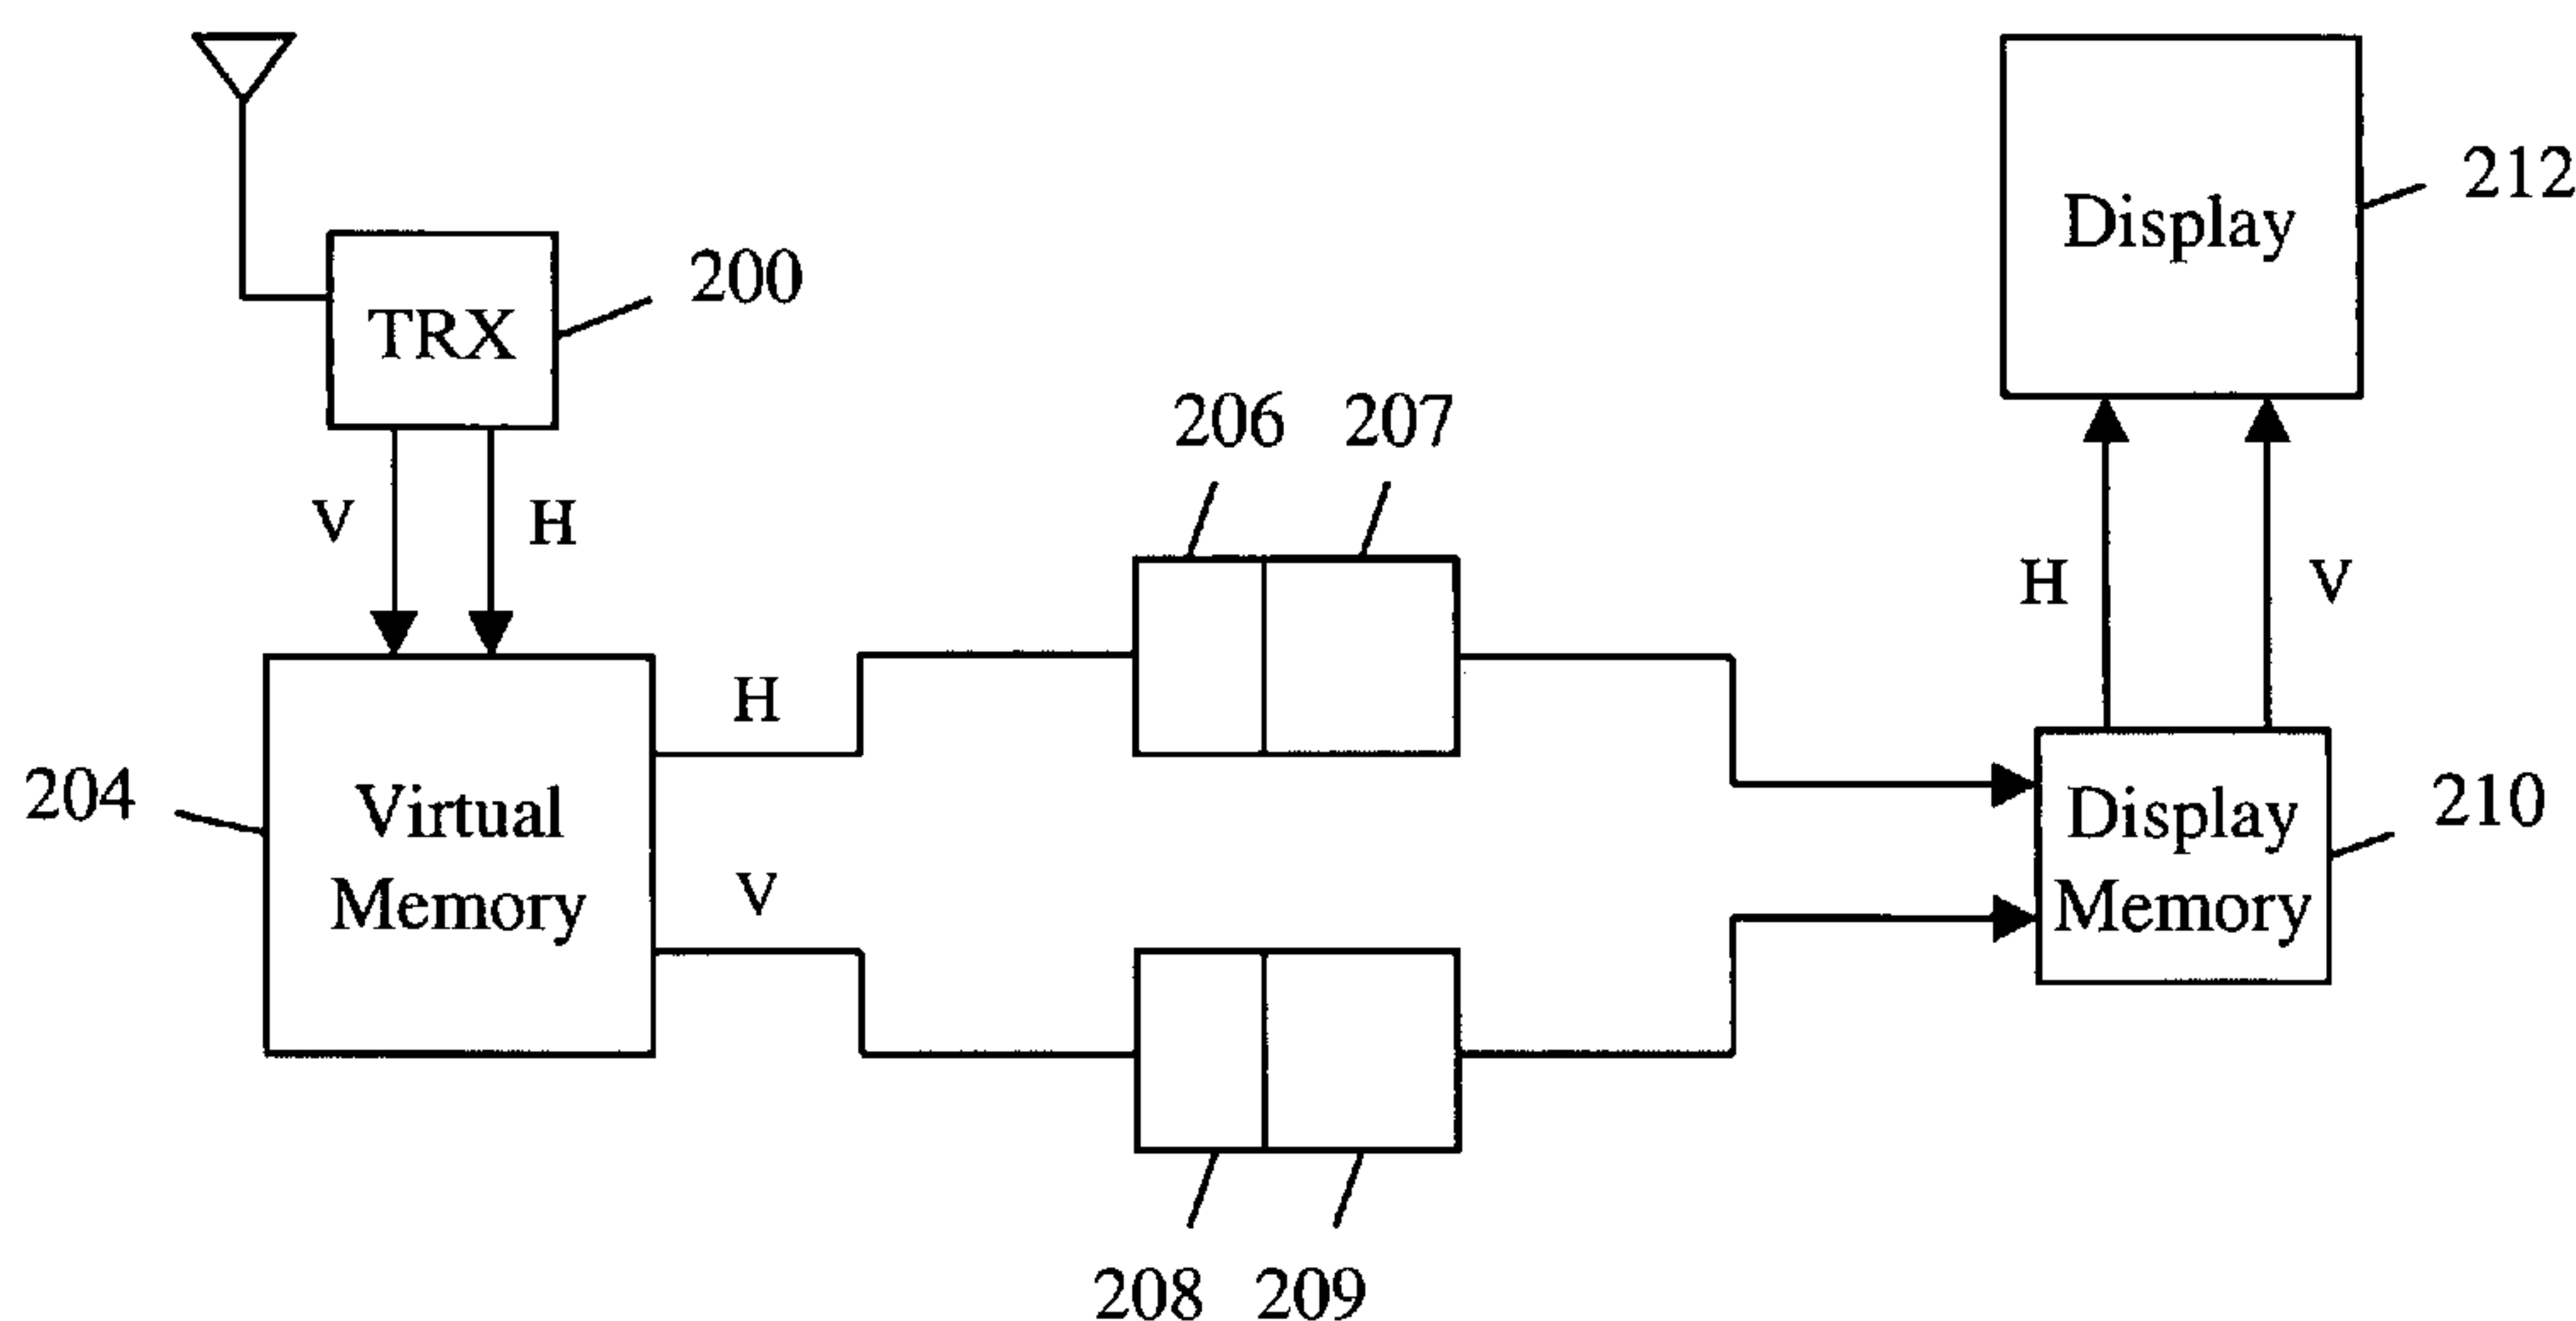 212
Display
200
TRX
206 207
V H
H V
H
204
Virtual
Memory
Display
Memory
210
V
208 209